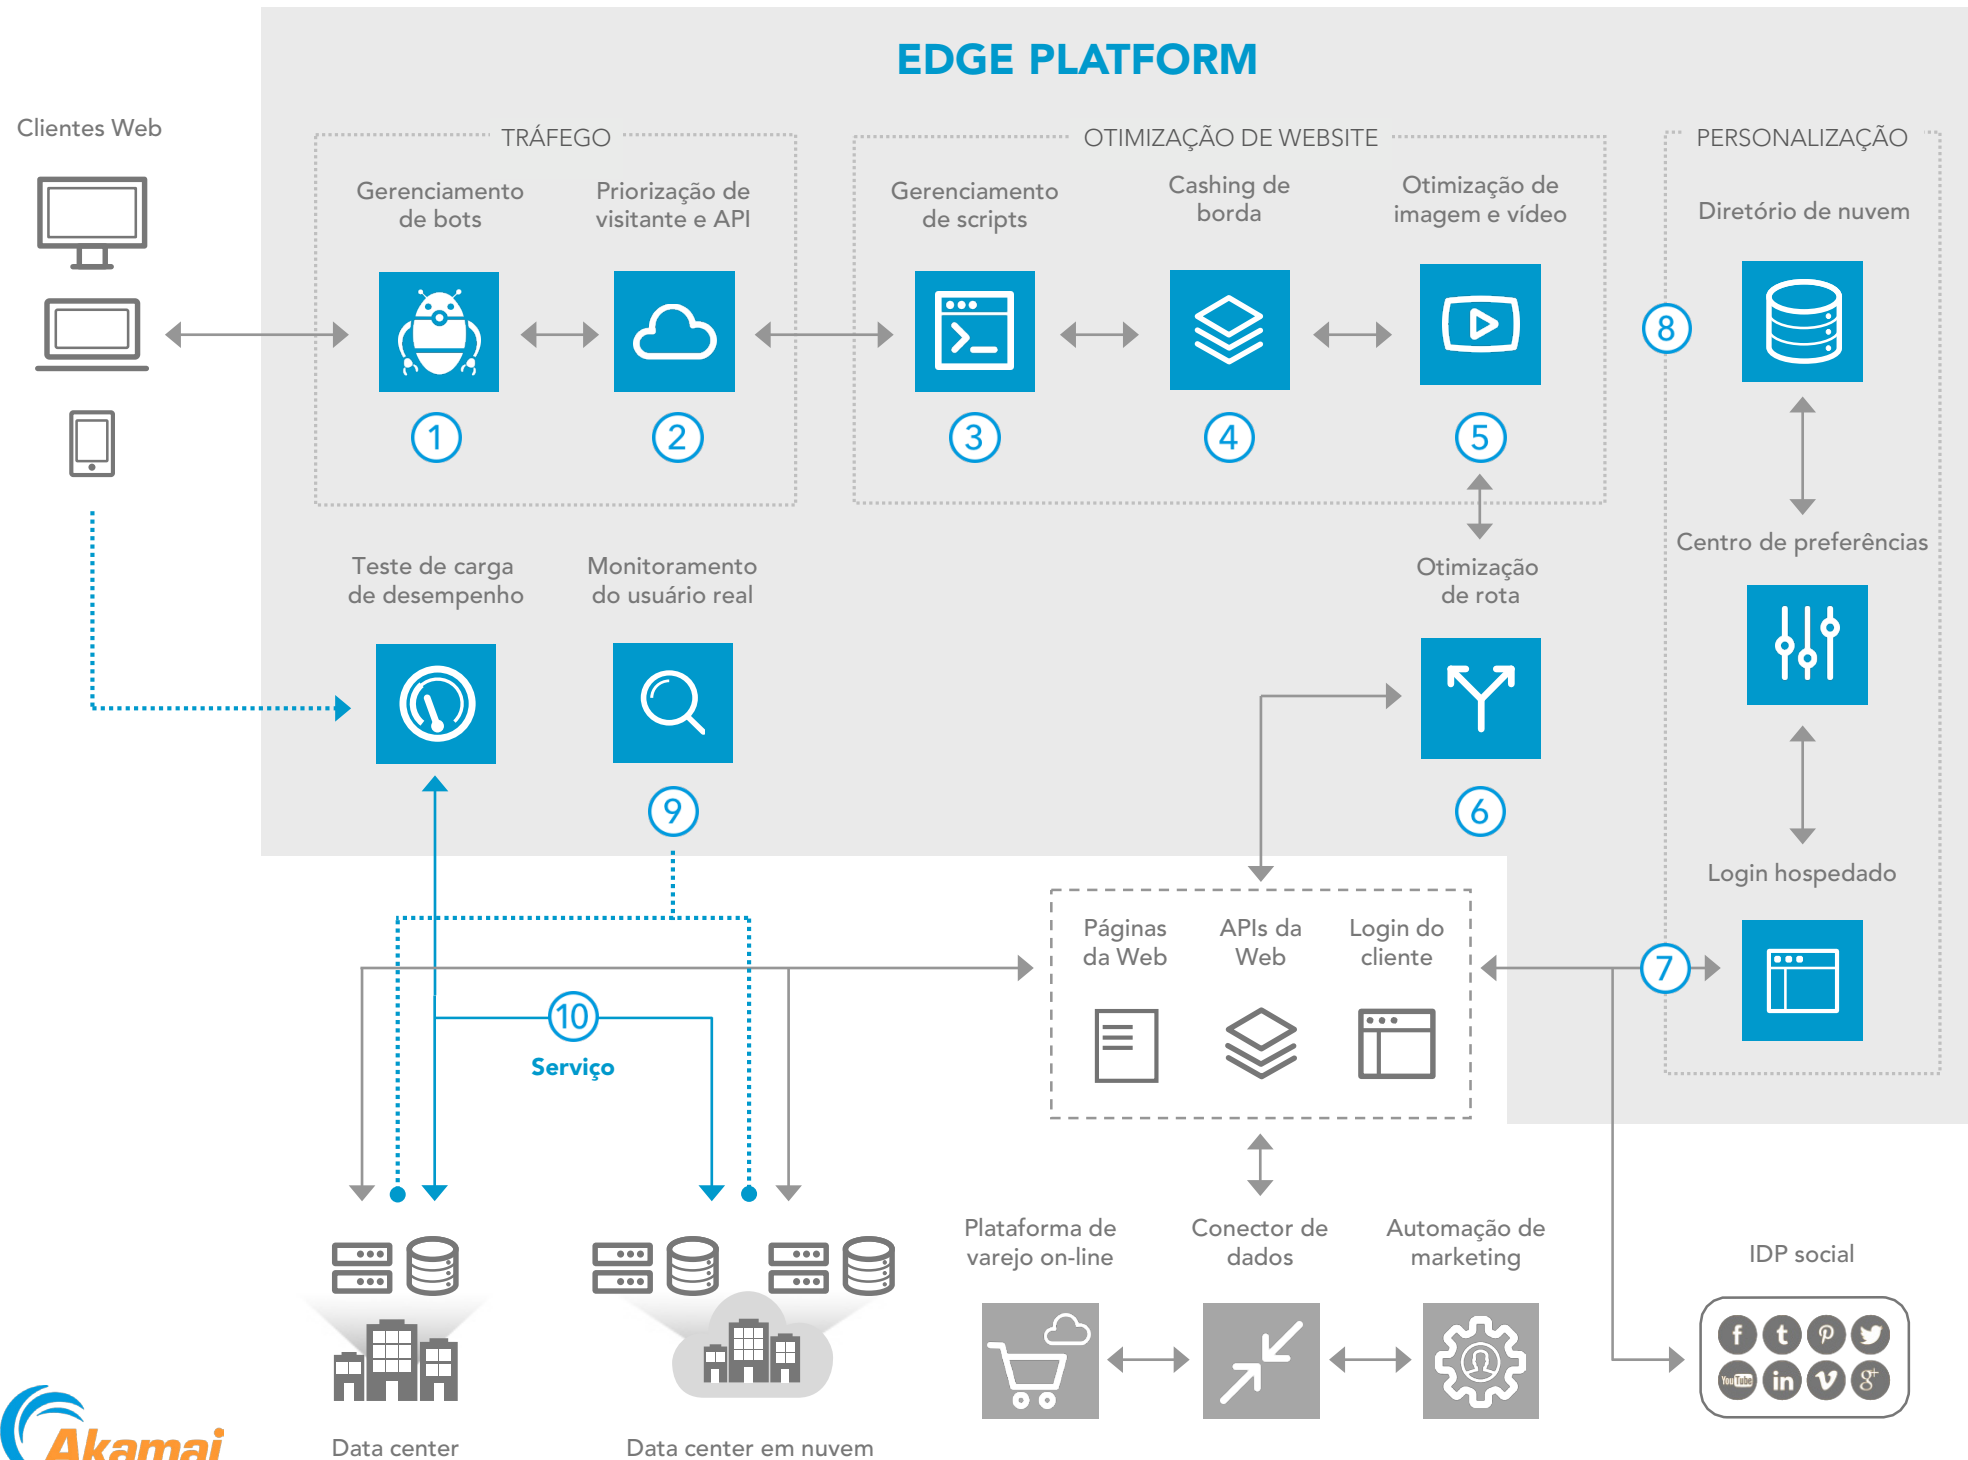 EDGE PLATFORM
Clientes Web
TRÁFEGO
OTIMIZAÇÃO DE WEBSITE
PERSONALIZAÇÃO
Gerenciamento
de bots
Priorização de
visitante e API
Gerenciamento
de scripts
Cashing de
borda
Otimização de
imagem e vídeo
Diretório de nuvem
8
1
2
3
4
5
Centro de preferências
Teste de carga
de desempenho
Monitoramento
do usuário real
Otimização
de rota
9
6
Login hospedado
Páginas
da Web
APIs da
Web
Login do
cliente
7
10
Serviço
Plataforma de
varejo on-line
Conector de
dados
Automação de
marketing
IDP social
f t P
You Tube in v g+
Akamai
Data center
Data center em nuvem